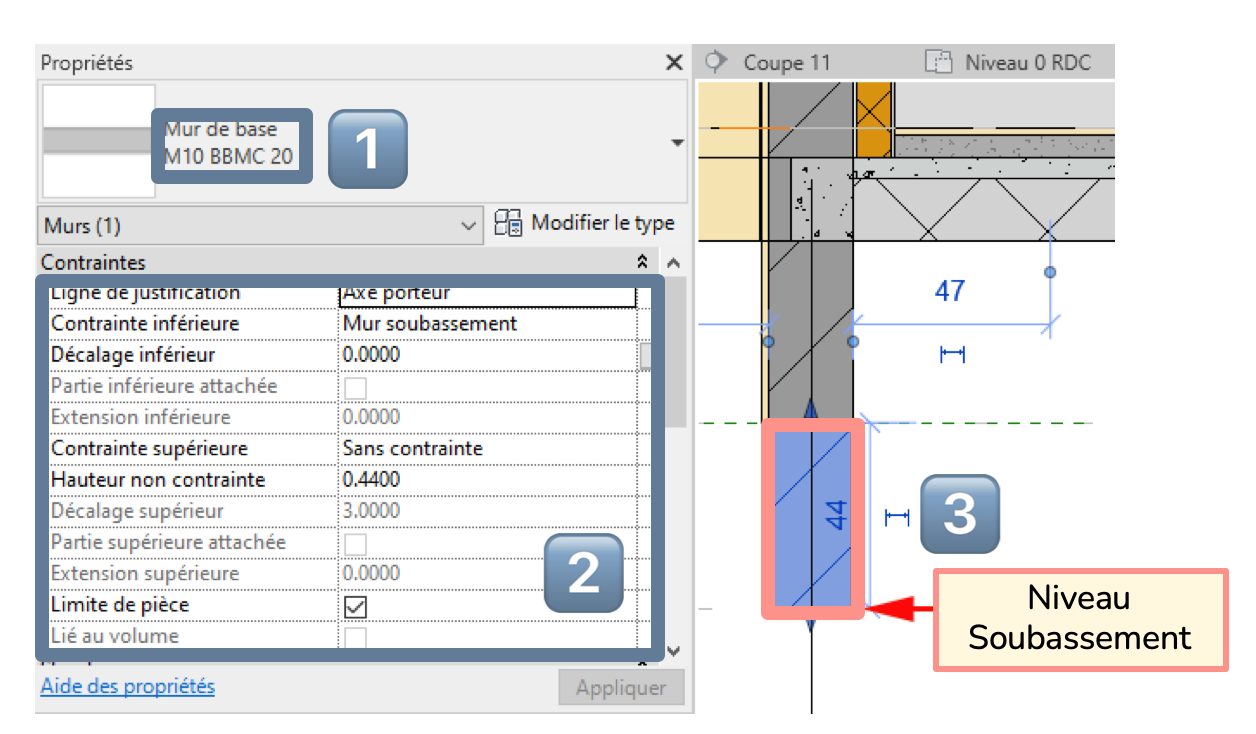 Propriétés
Mur de base
M10 BBMC 20
1
Murs (1)
Modifier le type
Contraintes
Ligne de justification Axe porteur
Contrainte inférieure Mur soubassement
Décalage inférieur 0.0000
Partie inférieure attachée
Extension inférieure 0.0000
Contrainte supérieure Sans contrainte
Hauteur non contrainte 0.4400
Décalage supérieur 3.0000
Partie supérieure attachée
Extension supérieure 0.0000
Limite de pièce
Lié au volume
2
Aide des propriétés
Appliquer
Coupe 11
Niveau 0 RDC
47
44
3
Niveau
Soubassement